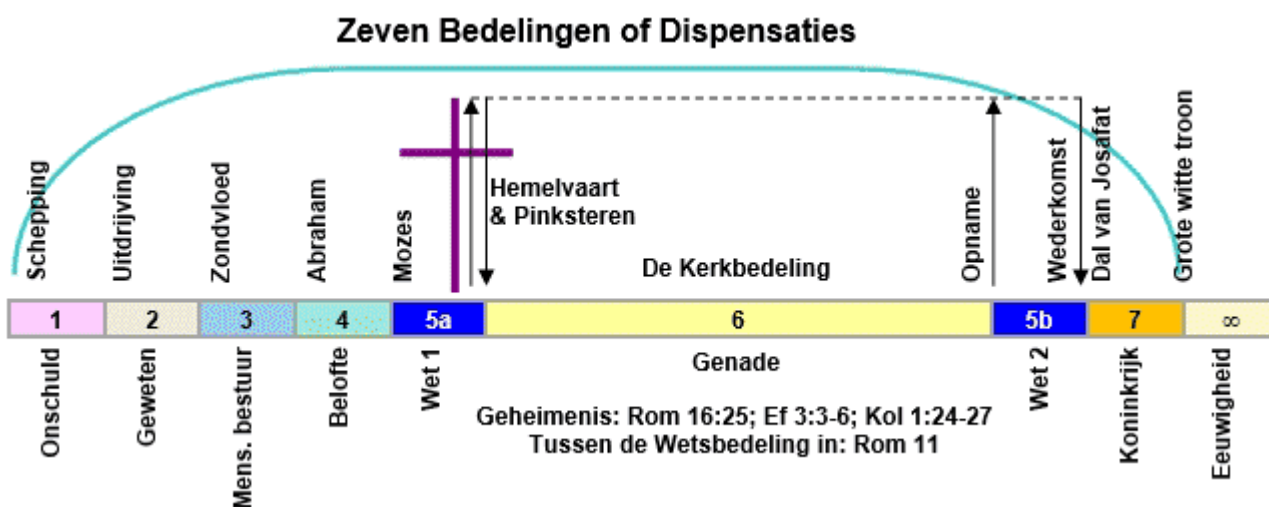 Zeven Bedelingen of Dispensaties
Schepping
Uitdrijving
Zondvloed
Abraham
Mozes
Hemelvaart
& Pinksteren
De Kerkbedeling
Opname
Wederkomst
Dal van Josafat
Grote witte troon
1
2
3
4
5a
6
5b
7
∞
Onschuld
Geweten
Mens. bestuur
Belofte
Wet 1
Genade
Geheimenis: Rom 16:25; Ef 3:3-6; Kol 1:24-27
Tussen de Wetsbedeling in: Rom 11
Wet 2
Koninkrijk
Eeuwigheid